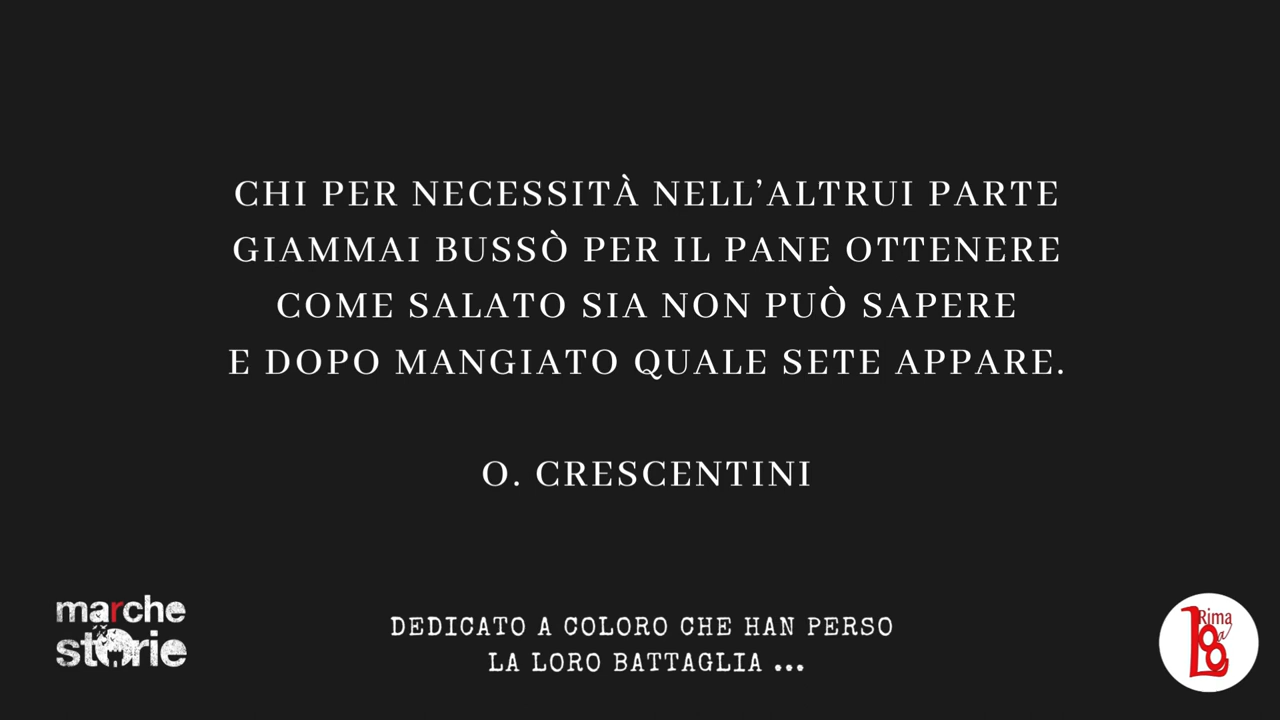 CHI PER NECESSITÀ NELL'ALTRUI PARTE
GIAMMAI BUSSÒ PER IL PANE OTTENERE
COME SALATO SIA NON PUÒ SAPERE
E DOPO MANGIATO QUALE SETE APPARE.
O. CRESCENTINI
marche
storie
DEDICATO A COLORO CHE HAN PERSO
LA LORO BATTAGLIA ...
Rima